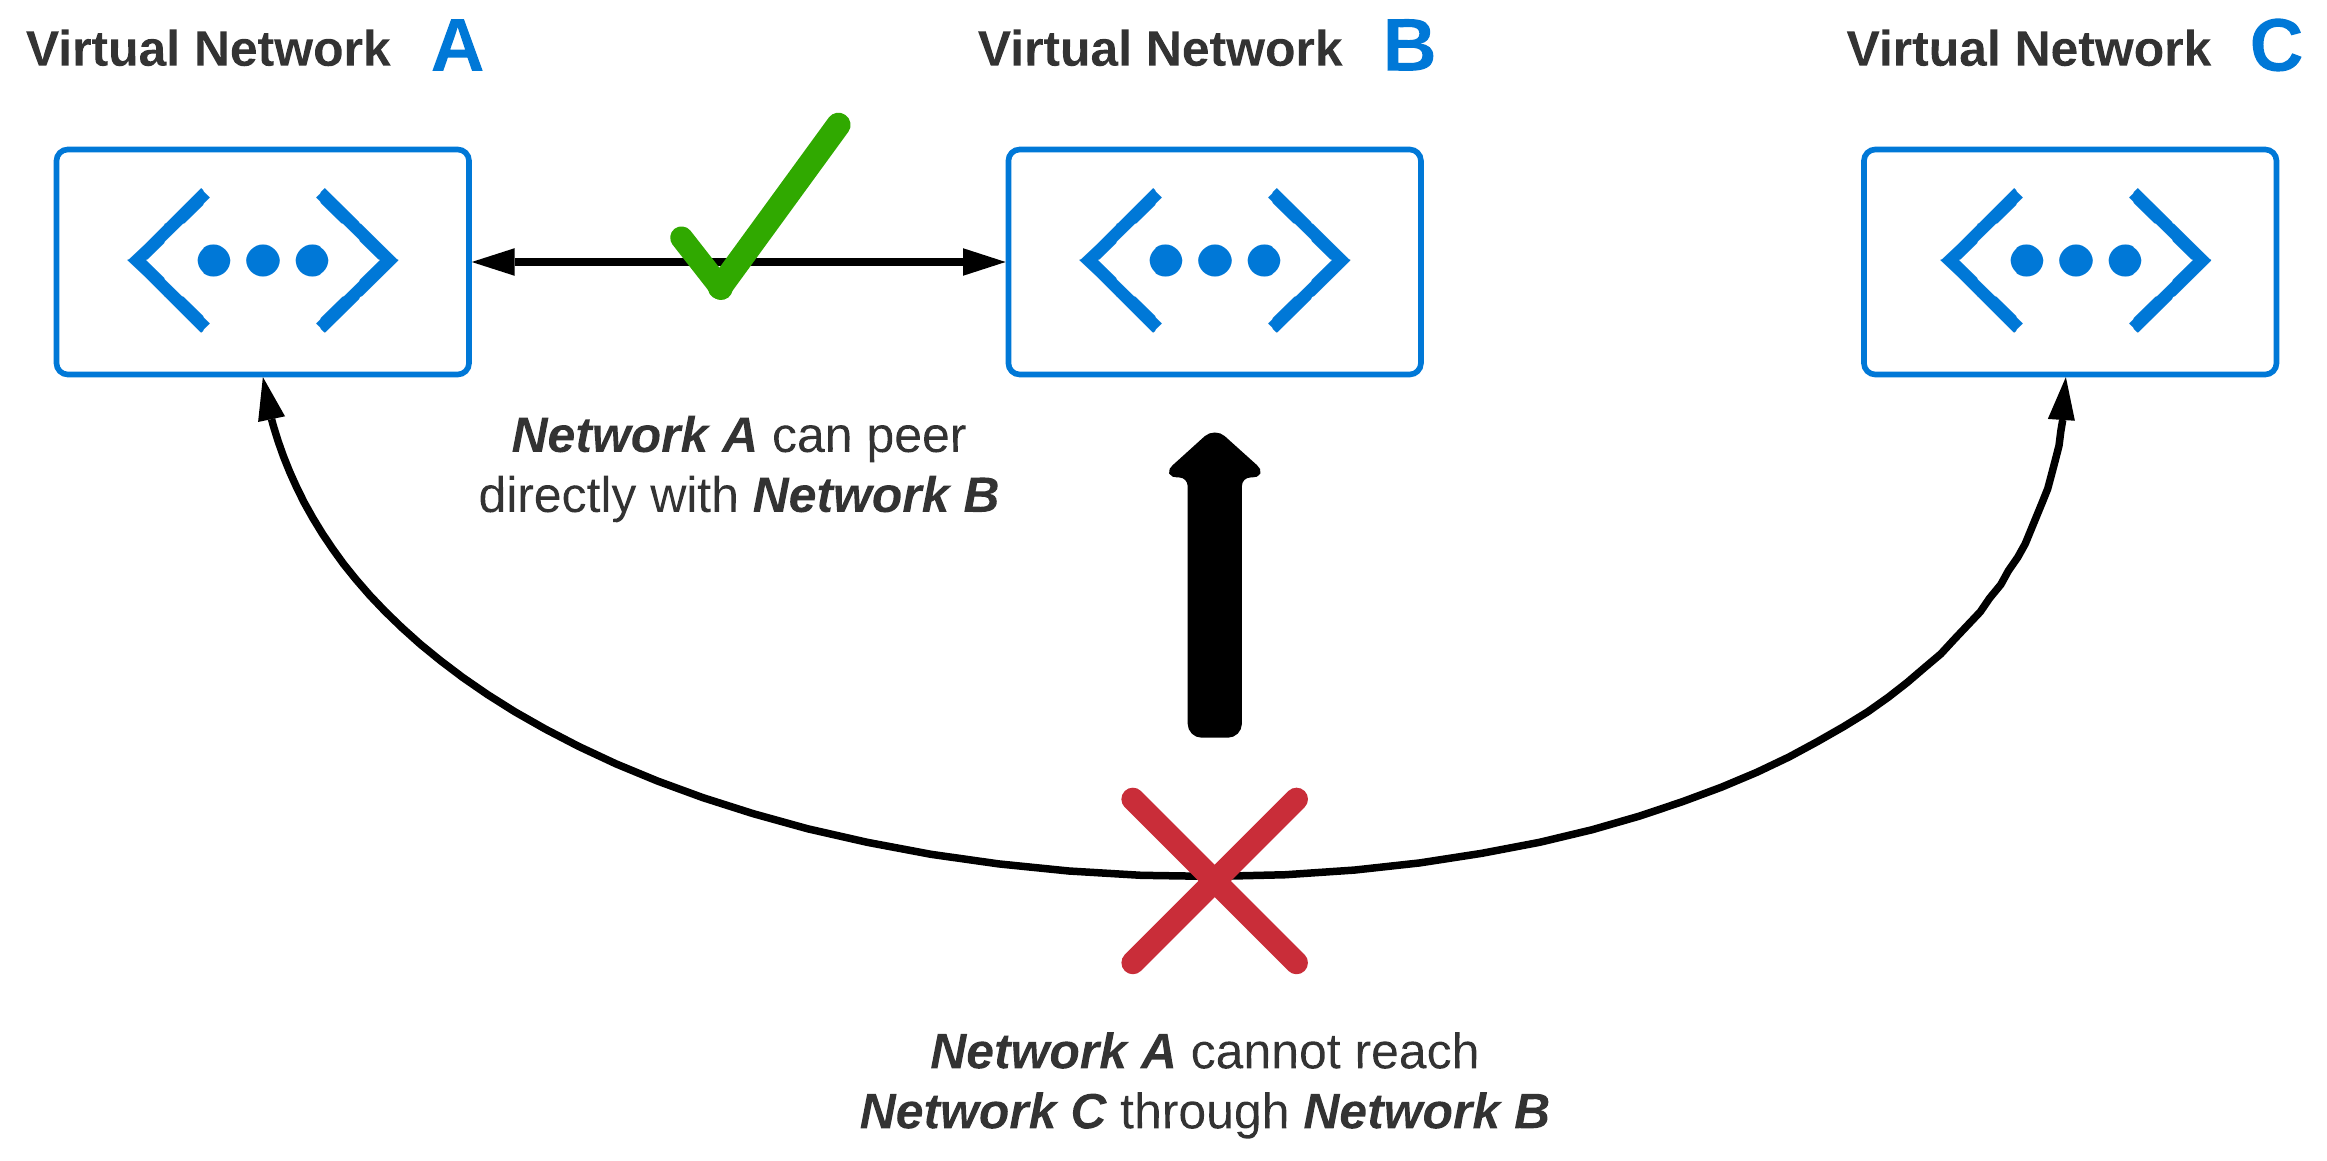 Virtual Network A
Virtual Network B
Virtual Network C
Network A can peer
directly with Network B
Network A cannot reach
Network C through Network B